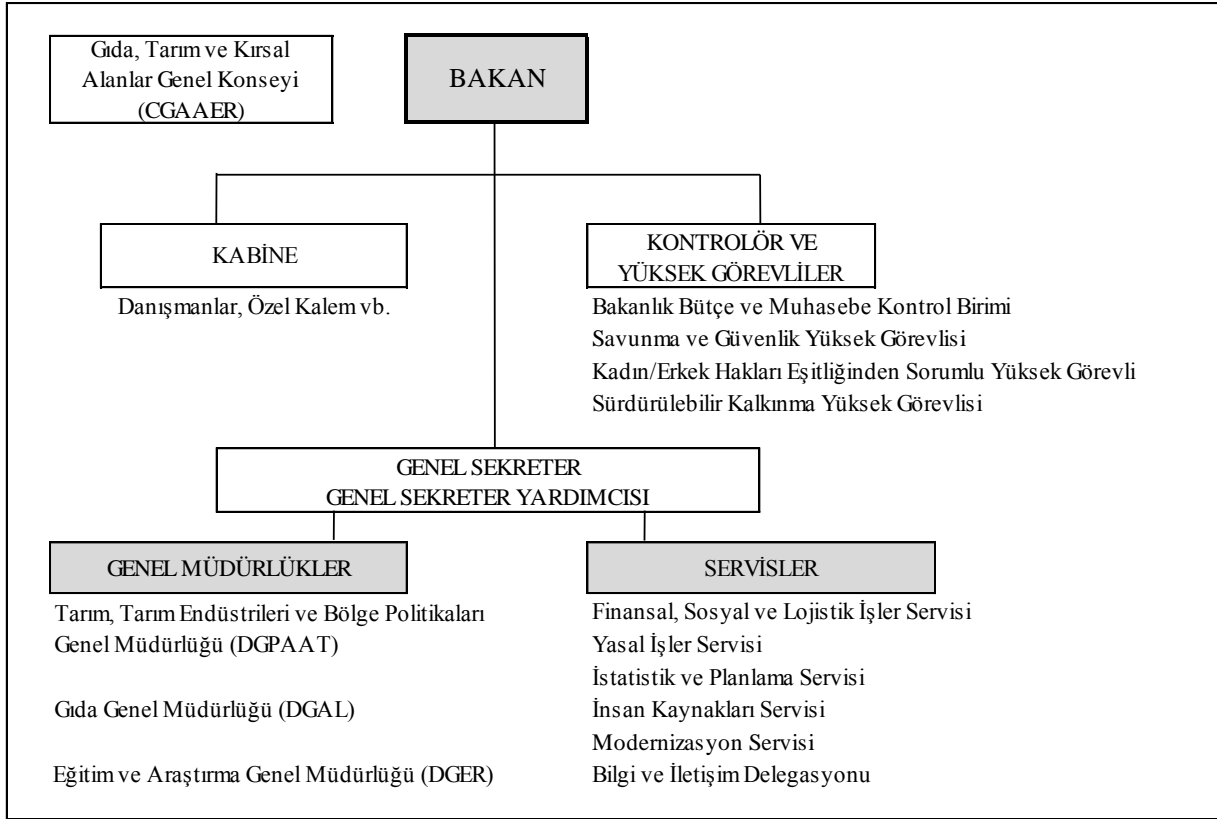 Gıda, Tarım ve Kırsal
Alanlar Genel Konseyi
(CGAAER)
BAKAN
KABİNE
Danışmanlar, Özel Kalem vb.
KONTROLÖR VE
YÜKSEK GÖREVLİLER
Bakanlık Bütçe ve Muhasebe Kontrol Birimi
Savunma ve Güvenlik Yüksek Görevlisi
Kadın/Erkek Hakları Eşitliğinden Sorumlu Yüksek Görevli
Sürdürülebilir Kalkınma Yüksek Görevlisi
GENEL SEKRETER
GENEL SEKRETER YARDIMCISI
GENEL MÜDÜRLÜKLER
Tarım, Tarım Endüstrileri ve Bölge Politikaları
Genel Müdürlüğü (DGPAAT)
Gıda Genel Müdürlüğü (DGAL)
Eğitim ve Araştırma Genel Müdürlüğü (DGER)
SERVİSLER
Finansal, Sosyal ve Lojistik İşler Servisi
Yasal İşler Servisi
İstatistik ve Planlama Servisi
İnsan Kaynakları Servisi
Modernizasyon Servisi
Bilgi ve İletişim Delegasyonu